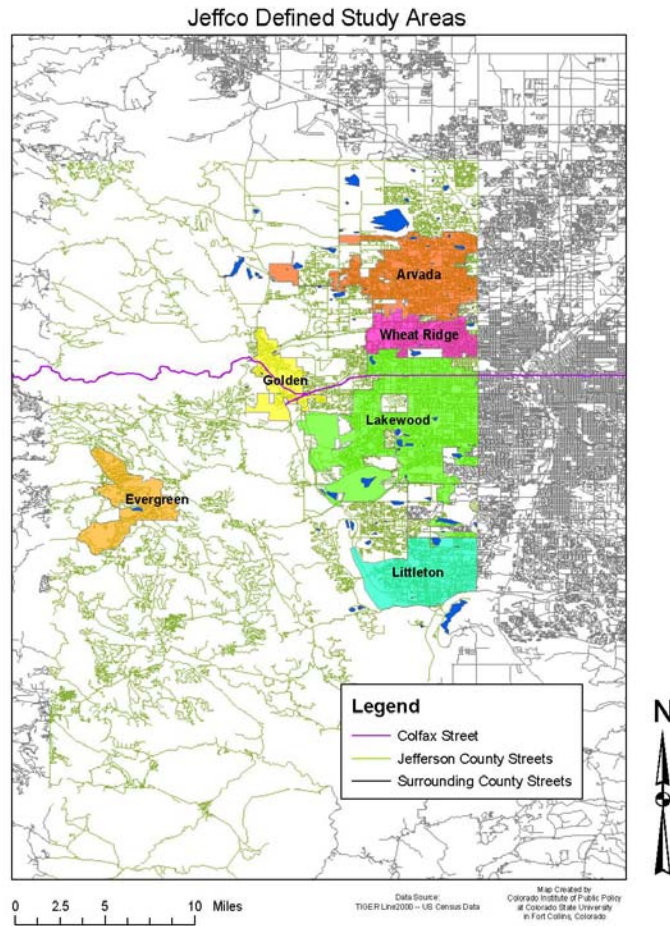 Jeffco Defined Study Areas
Arvada
Wheat Ridge
Golden
Lakewood
Evergreen
Littleton
Legend
Colfax Street
Jefferson County Streets
Surrounding County Streets
N
0 2.5 5 10 Miles
Data Source:
TIGER Line2000 -- US Census Data
Map Created by
Colorado Institute of Public Policy
at Colorado State University
in Fort Collins, Colorado